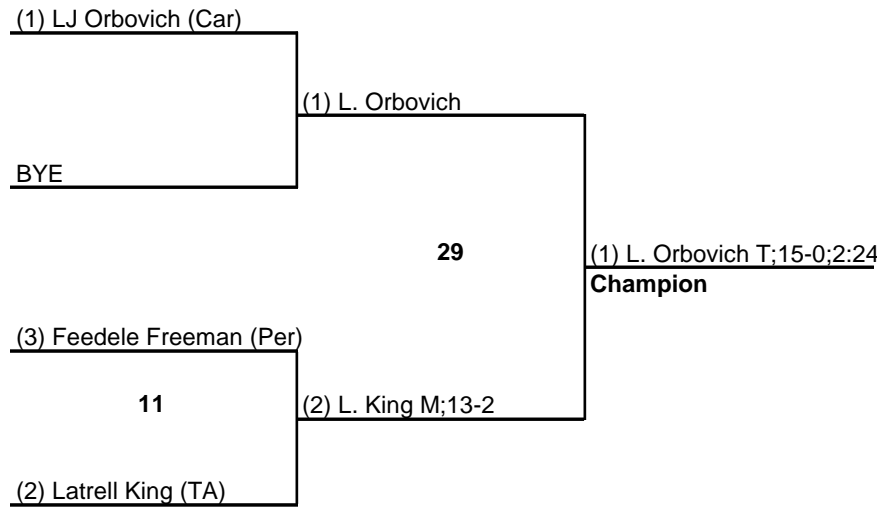 (1) LJ Orbovich (Car)
(1) L. Orbovich
BYE
29
(1) L. Orbovich T;15-0;2:24
Champion
(3) Feedele Freeman (Per)
11
(2) L. King M;13-2
(2) Latrell King (TA)